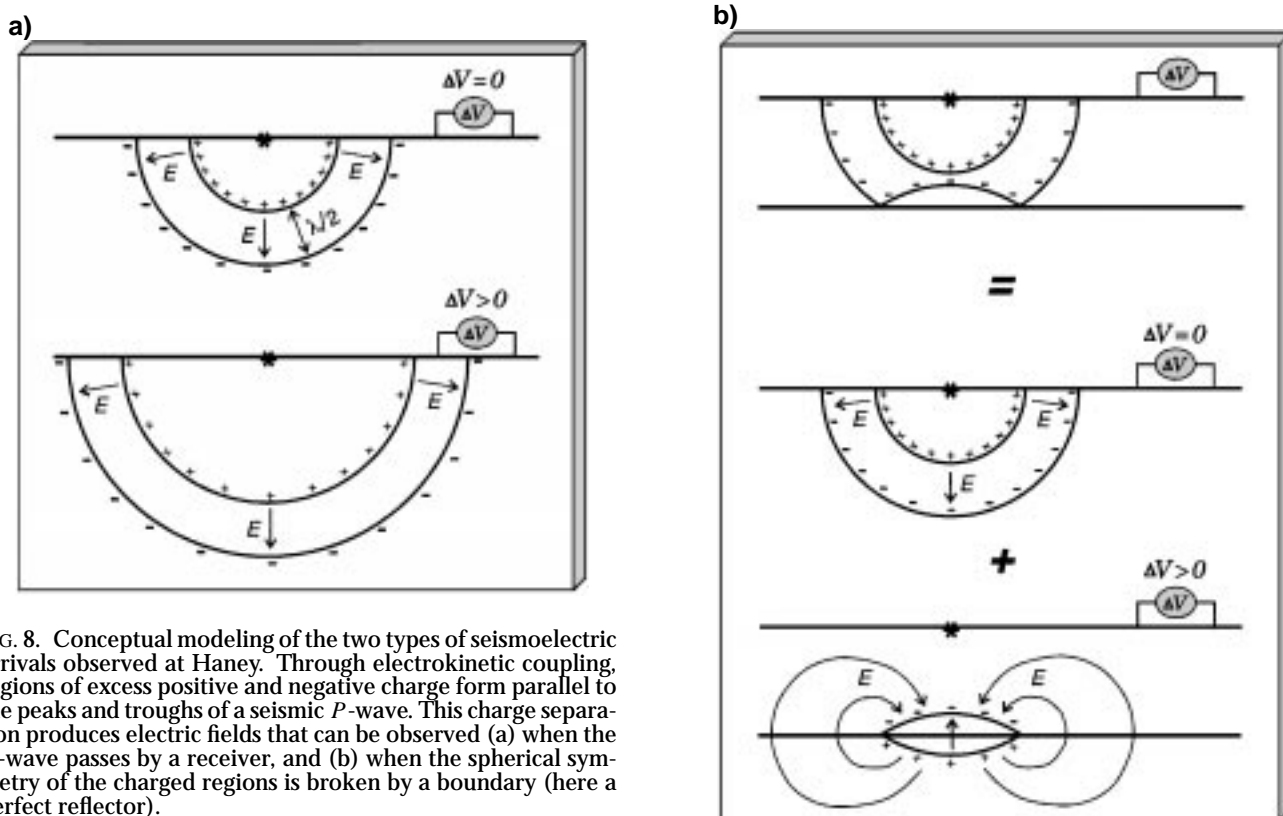 a)
ΔV=0
ΔV
E
E
E
λ/2
ΔV>0
ΔV
E
E
E
G. 8. Conceptual modeling of the two types of seismoelectric
rivals observed at Haney. Through electrokinetic coupling,
gions of excess positive and negative charge form parallel to
e peaks and troughs of a seismic P-wave. This charge separa-
on produces electric fields that can be observed (a) when the
-wave passes by a receiver, and (b) when the spherical sym-
etry of the charged regions is broken by a boundary (here a
erfect reflector).
b)
ΔV
=
ΔV=0
ΔV
E
E
E
+
ΔV>0
ΔV
E
E